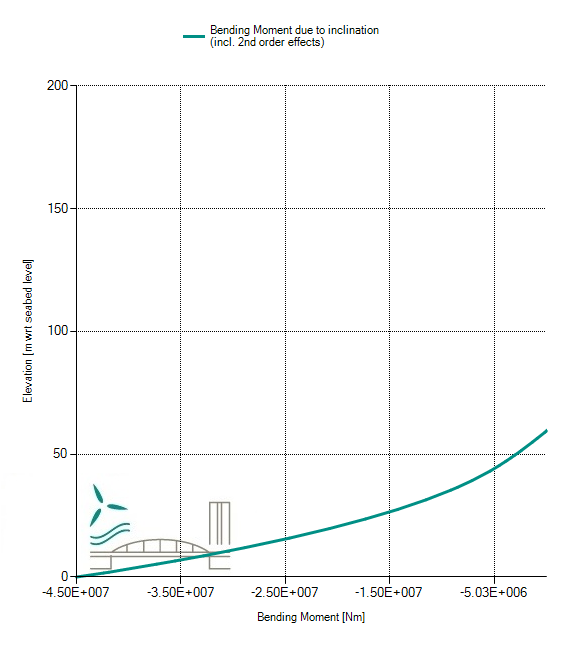 Bending Moment due to inclination
(incl. 2nd order effects)
200
150
100
50
0
Elevation [m wrt seabed level]
-4.50E+007
-3.50E+007
-2.50E+007
-1.50E+007
-5.03E+006
Bending Moment [Nm]